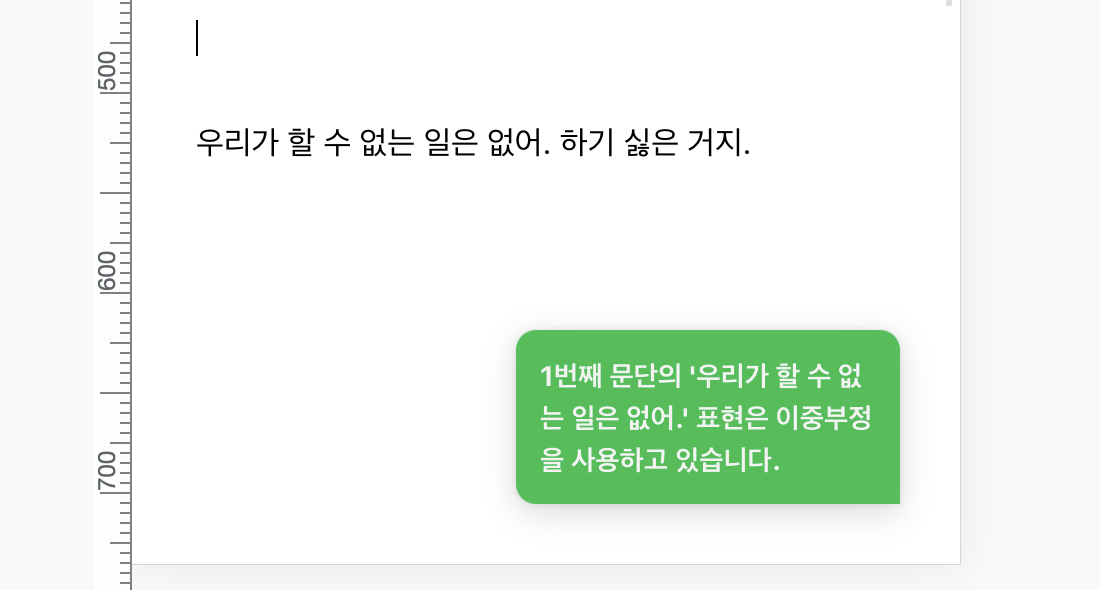 500
우리가 할 수 없는 일은 없어. 하기 싫은 거지.
600
1번째 문단의 '우리가 할 수 없
는 일은 없어.' 표현은 이중부정
을 사용하고 있습니다.
700